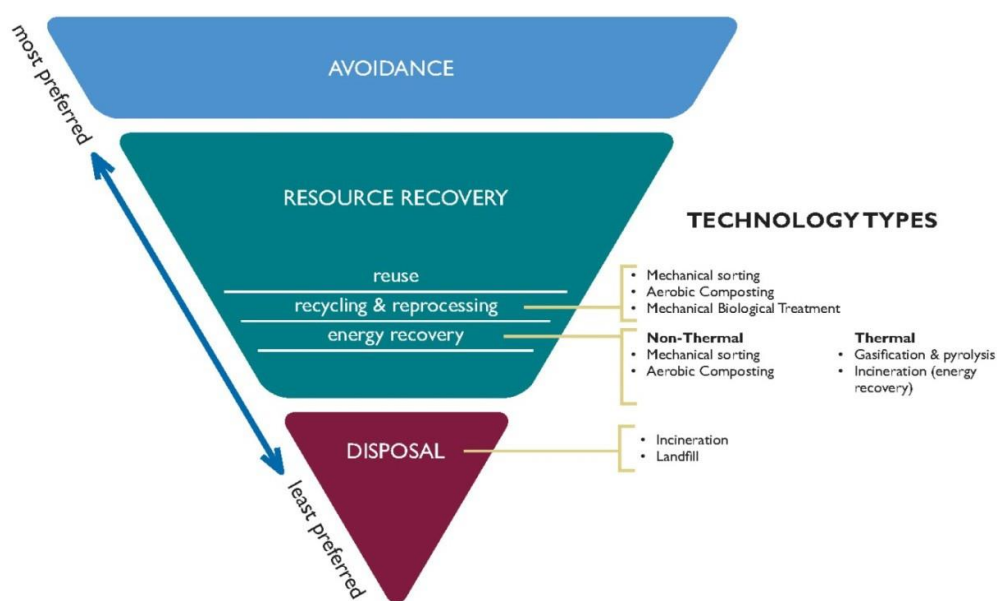 most preferred
AVOIDANCE
RESOURCE RECOVERY
reuse
recycling & reprocessing
energy recovery
DISPOSAL
least preferred
TECHNOLOGY TYPES
• Mechanical sorting
• Aerobic Composting
• Mechanical Biological Treatment
Non-Thermal
• Mechanical sorting
• Aerobic Composting
Thermal
• Gasification & pyrolysis
• Incineration (energy
recovery)
• Incineration
• Landfill